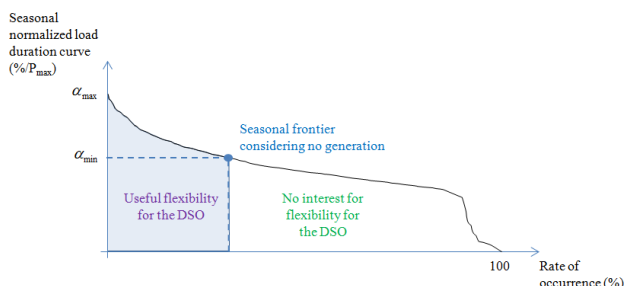 Seasonal
normalized load
duration curve
(%/Pmax)
αmax
αmin
Seasonal frontier
considering no generation
Useful flexibility
for the DSO
No interest for
flexibility for
the DSO
100
Rate of
occurrence (%)